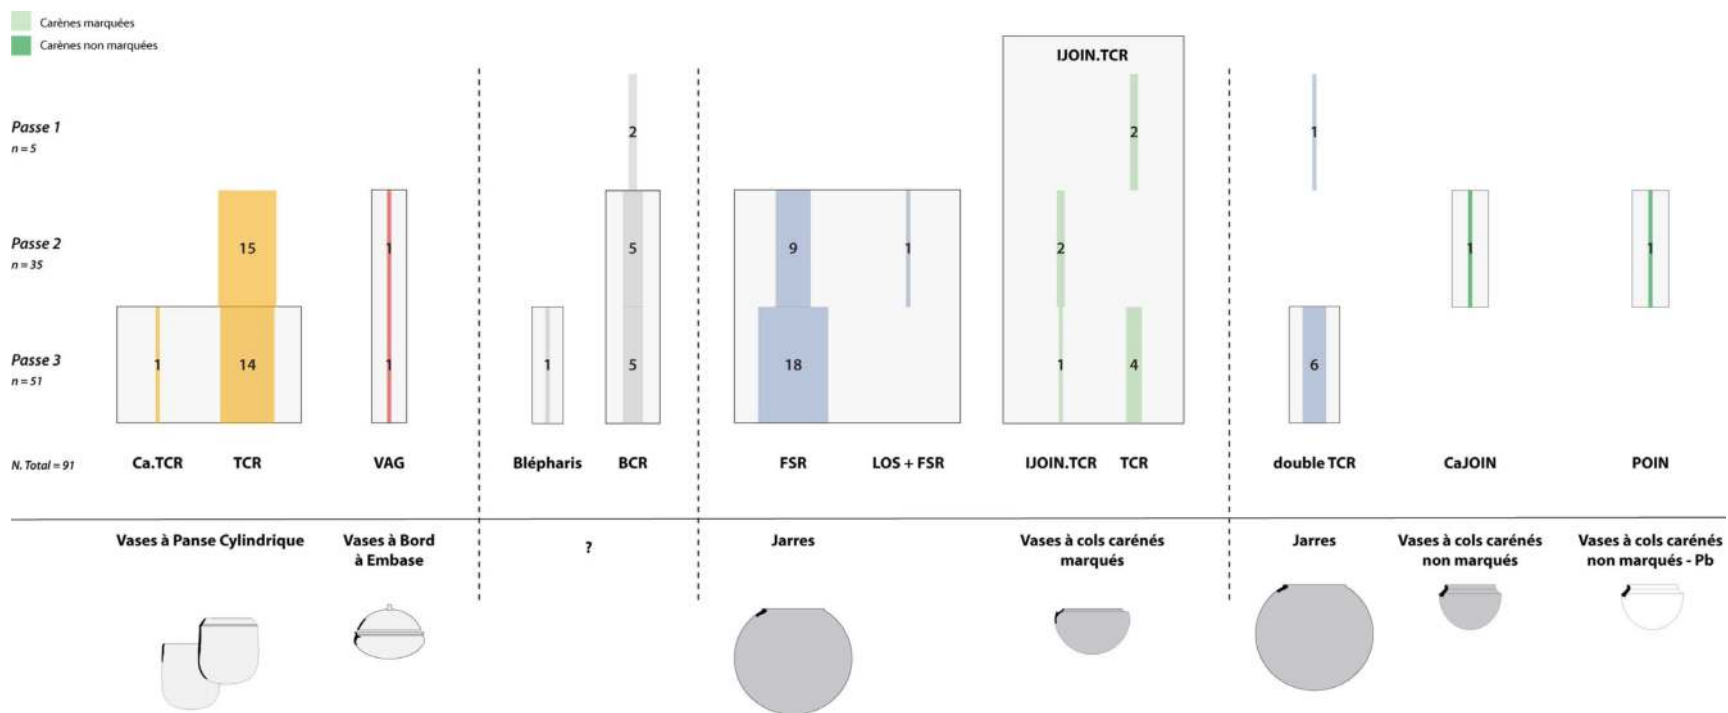 Carènes marquées
Carènes non marquées
IJOIN.TCR
Passe 1
n = 5
2
2
1
Passe 2
n = 35
15
1
5
9
1
2
1
1
Passe 3
n = 51
1
14
1
1
5
18
1
4
6
N. Total = 91
Ca.TCR
TCR
VAG
Blépharis
BCR
FSR
LOS + FSR
IJOIN.TCR
TCR
double TCR
CaJOIN
POIN
Vases à Panse Cylindrique
Vases à Bord
à Embase
?
Jarres
Vases à cols carénés
marqués
Jarres
Vases à cols carénés
non marqués
Vases à cols carénés
non marqués - Pb